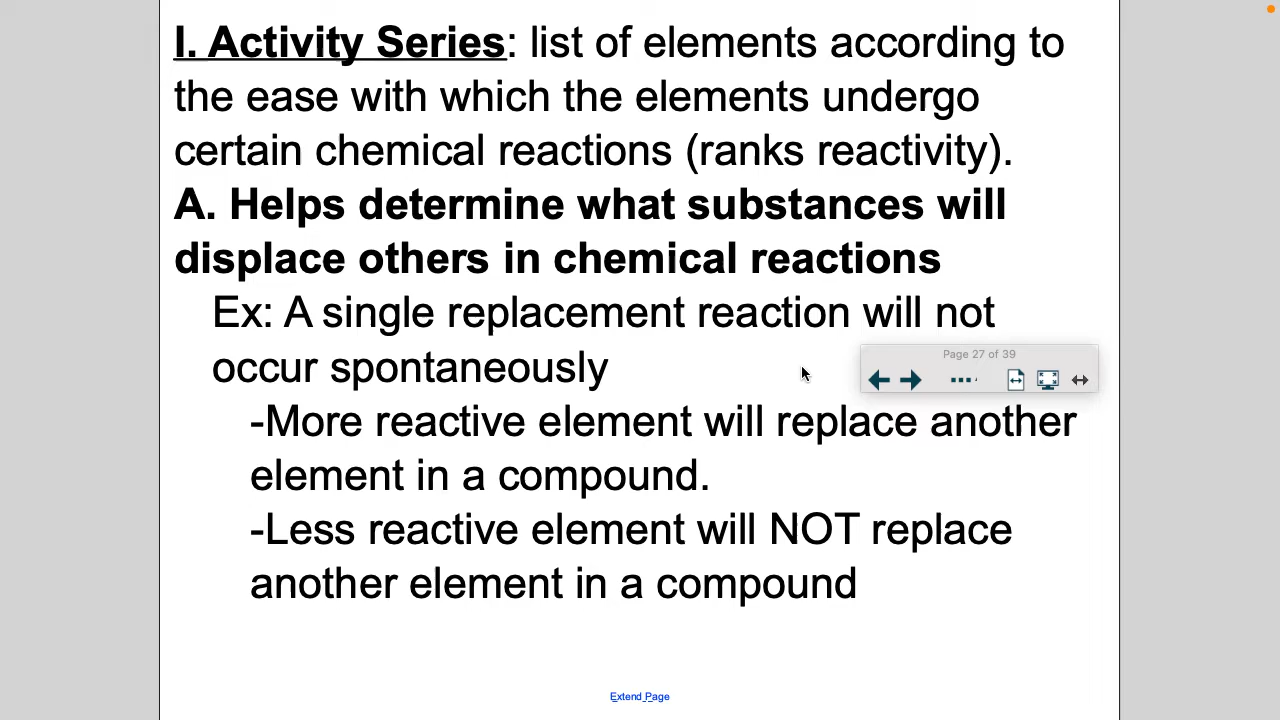 I. Activity Series: list of elements according to
the ease with which the elements undergo
certain chemical reactions (ranks reactivity).
A. Helps determine what substances will
displace others in chemical reactions
Ex: A single replacement reaction will not
occur spontaneously
Page 27 of 39
-More reactive element will replace another
element in a compound.
-Less reactive element will NOT replace
another element in a compound
Extend Page